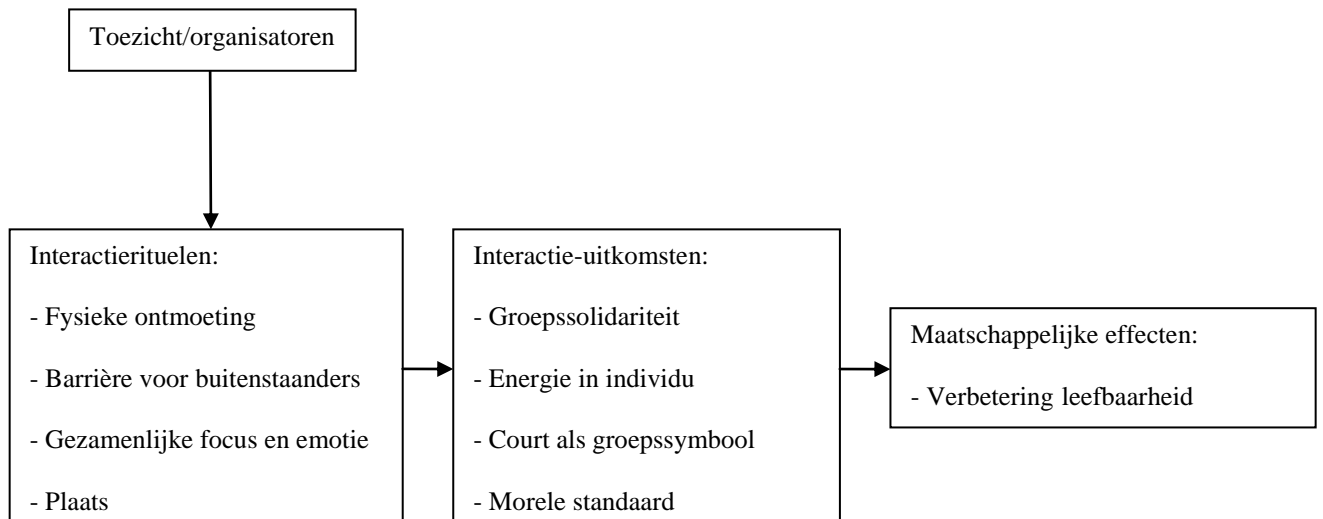 Toezicht/organisatoren
Interactierituelen:
- Fysieke ontmoeting
- Barrière voor buitenstaanders
- Gezamenlijke focus en emotie
- Plaats
Interactie-uitkomsten:
- Groepssolidariteit
- Energie in individu
- Court als groepssymbool
- Morele standaard
Maatschappelijke effecten:
- Verbetering leefbaarheid